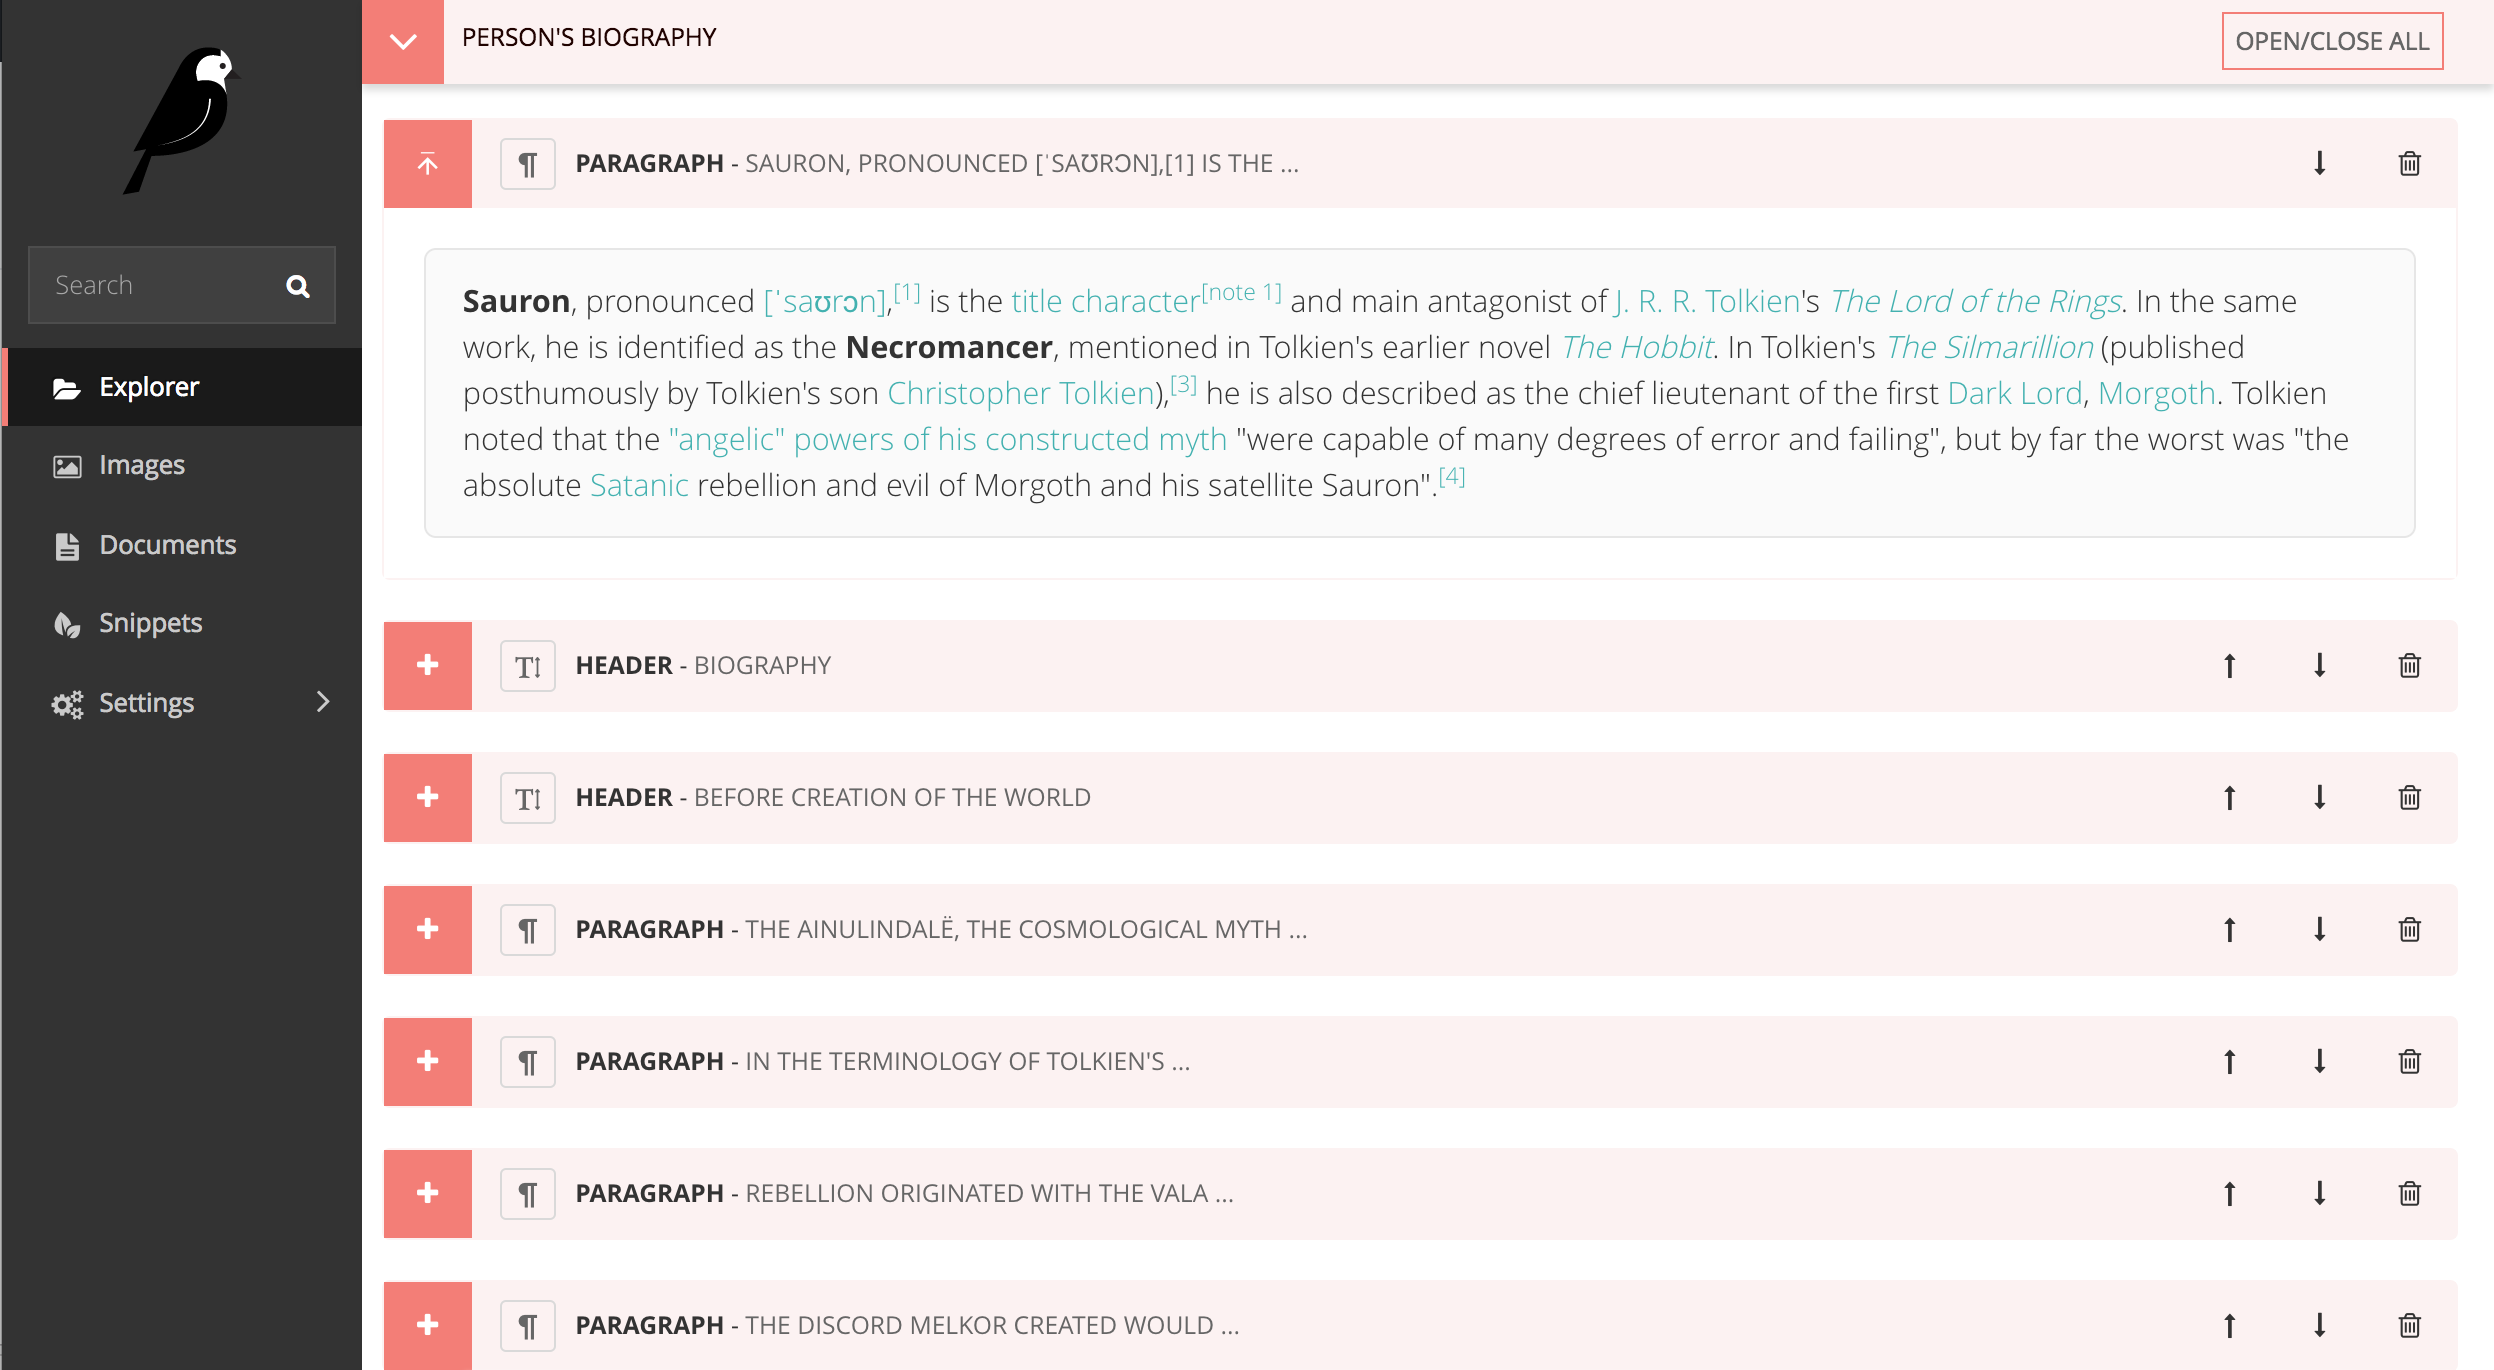 PERSON'S BIOGRAPHY
OPEN/CLOSE ALL
Search
Explorer
Images
Documents
Snippets
Settings
PARAGRAPH - SAURON, PRONOUNCED [ˈSAƱRƆN],[1] IS THE ...
Sauron, pronounced [ˈsaʊrɔn],[1] is the title character[note 1] and main antagonist of J. R. R. Tolkien's The Lord of the Rings. In the same
work, he is identified as the Necromancer, mentioned in Tolkien's earlier novel The Hobbit. In Tolkien's The Silmarillion (published
posthumously by Tolkien's son Christopher Tolkien),[3] he is also described as the chief lieutenant of the first Dark Lord, Morgoth. Tolkien
noted that the "angelic" powers of his constructed myth "were capable of many degrees of error and failing", but by far the worst was "the
absolute Satanic rebellion and evil of Morgoth and his satellite Sauron".[4]
HEADER - BIOGRAPHY
HEADER - BEFORE CREATION OF THE WORLD
PARAGRAPH - THE AINULINDALË, THE COSMOLOGICAL MYTH ...
PARAGRAPH - IN THE TERMINOLOGY OF TOLKIEN'S ...
PARAGRAPH - REBELLION ORIGINATED WITH THE VALA ...
PARAGRAPH - THE DISCORD MELKOR CREATED WOULD ...